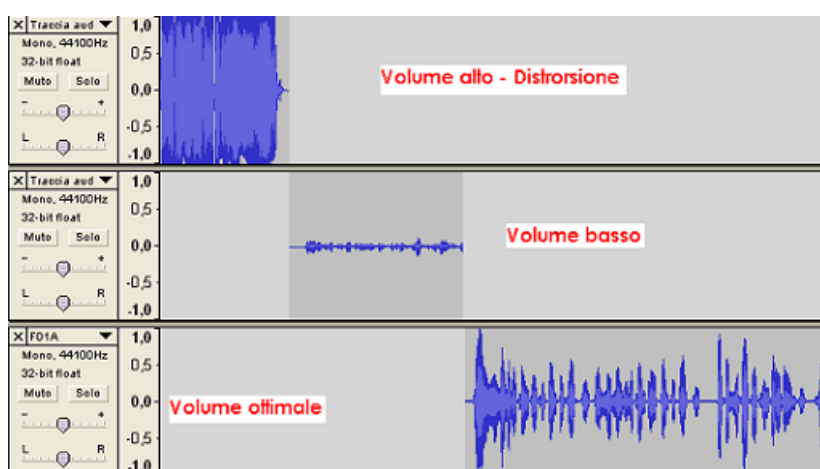 Traccia aud
Mono, 44100Hz
32-bit float
Muto Solo
- +
L R
1,0
0,5
0,0
-0,5
-1,0
Volume alto - Distrorsione
Traccia aud
Mono, 44100Hz
32-bit float
Muto Solo
- +
L R
1,0
0,5
0,0
-0,5
-1,0
Volume basso
F01A
Mono, 44100Hz
32-bit float
Muto Solo
- +
L R
1,0
0,5
0,0
-0,5
-1,0
Volume ottimale